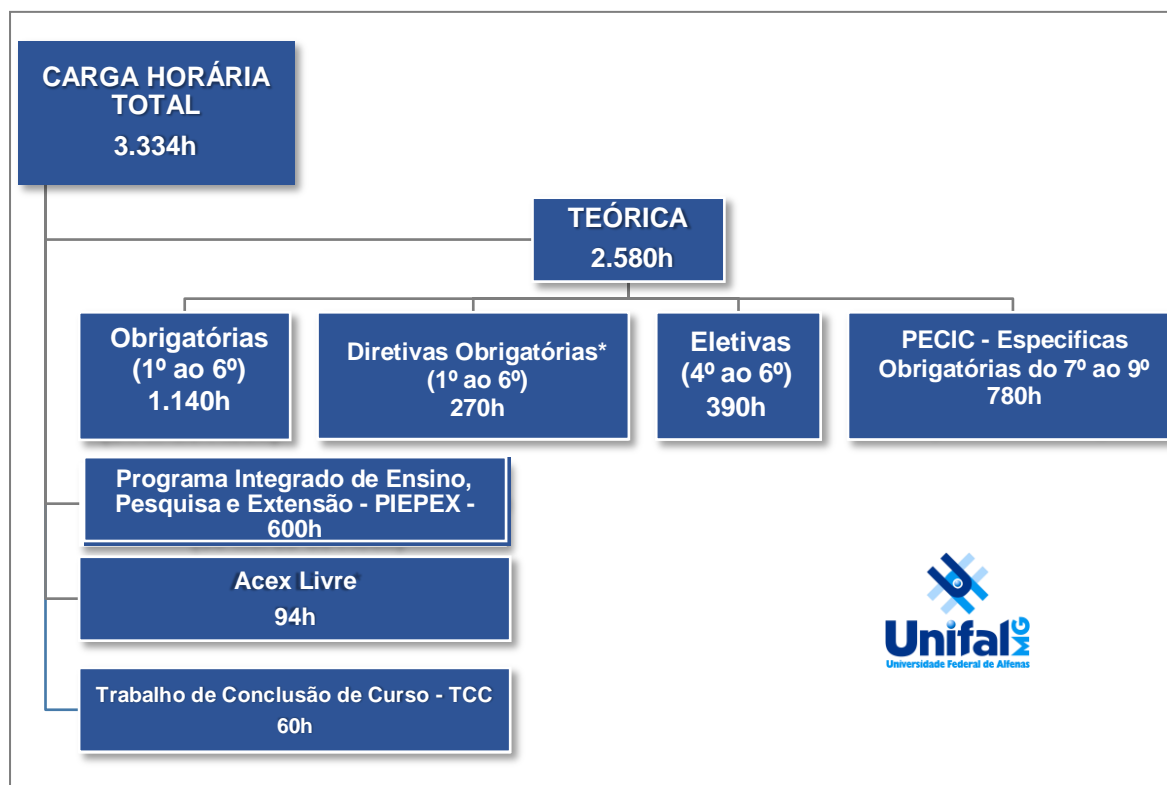 CARGA HORÁRIA
TOTAL
3.334h
TEÓRICA
2.580h
Obrigatórias
(1º ao 6º)
1.140h
Diretivas Obrigatórias*
(1º ao 6º)
270h
Eletivas
(4º ao 6º)
390h
PECIC - Especificas
Obrigatórias do 7º ao 9º
780h
Programa Integrado de Ensino,
Pesquisa e Extensão - PIEPEX -
600h
Acex Livre
94h
Trabalho de Conclusão de Curso - TCC
60h
Unifal MG
Universidade Federal de Alfenas